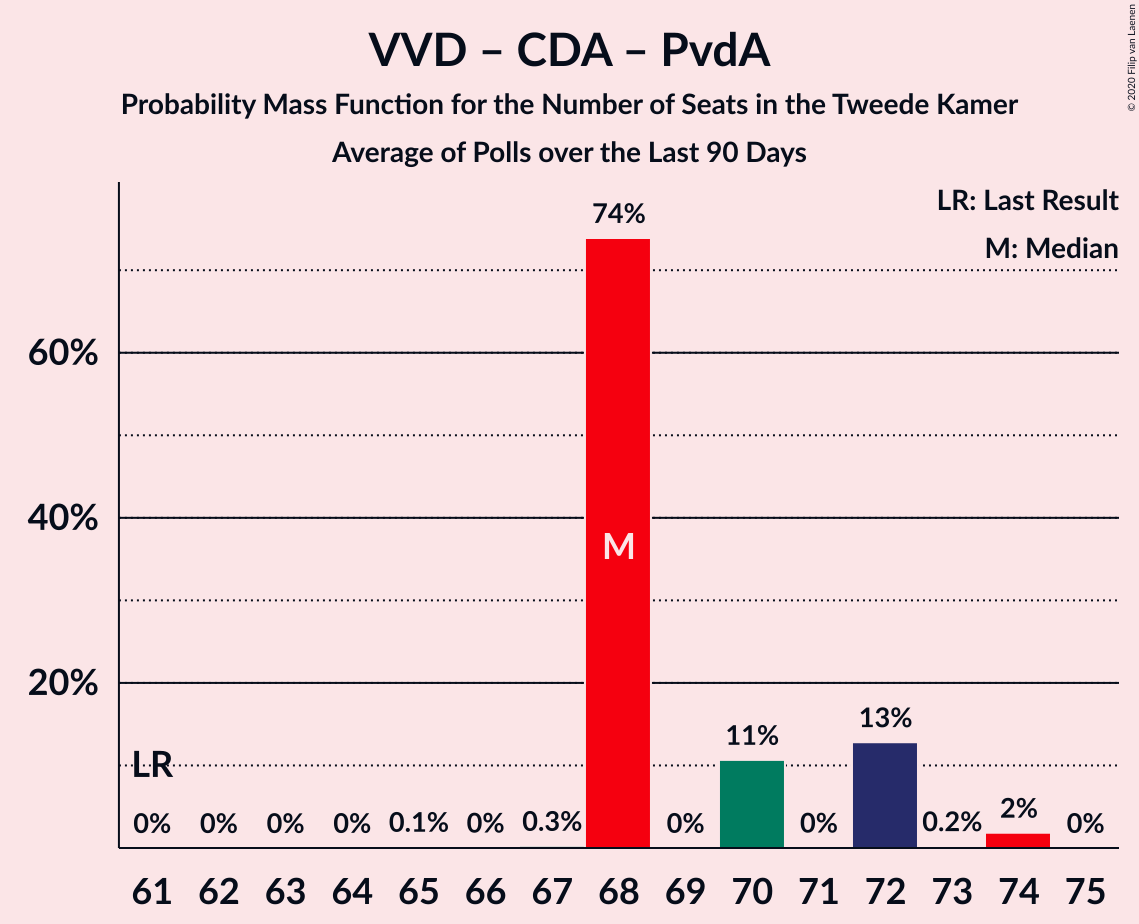 VVD – CDA – PvdA
Probability Mass Function for the Number of Seats in the Tweede Kamer
Average of Polls over the Last 90 Days
© 2020 Filip van Laenen
LR: Last Result
M: Median
74%
60%
40%
M
20%
13%
11%
LR
2%
0% 0% 0% 0% 0.1% 0% 0.3% 0% 0% 0.2% 0%
61 62 63 64 65 66 67 68 69 70 71 72 73 74 75